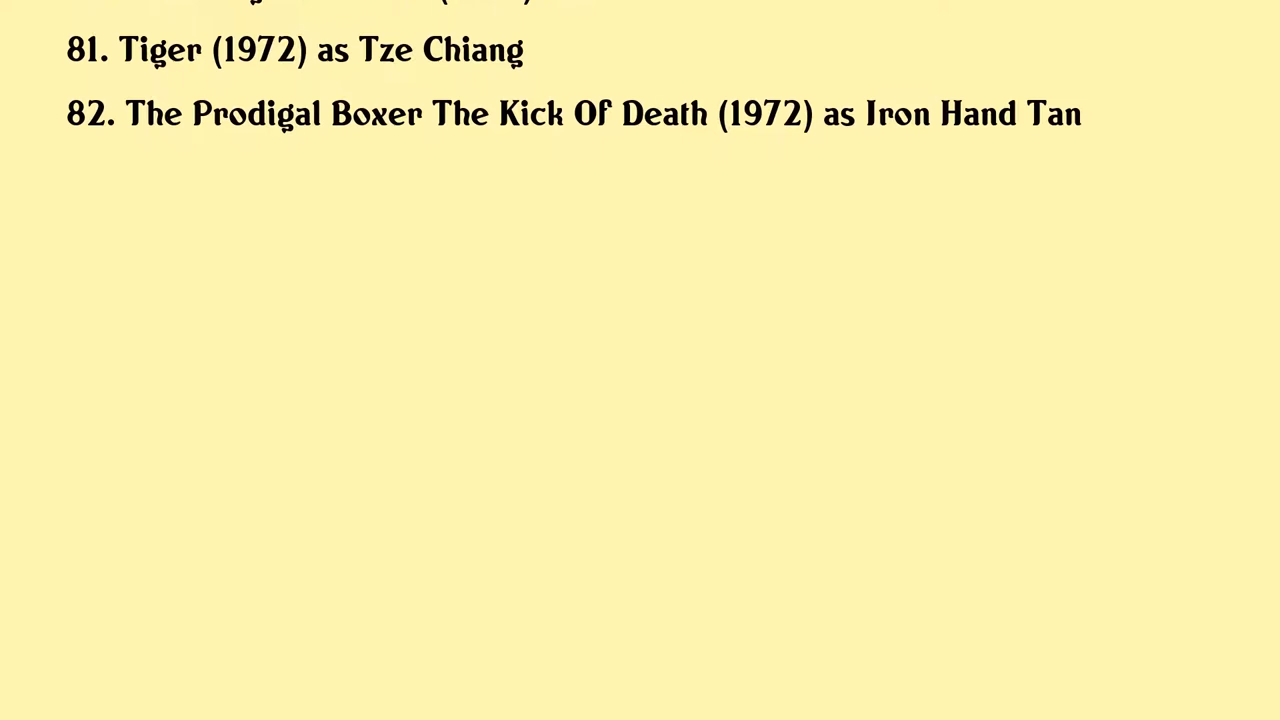 81. Tiger (1972) as Tze Chiang
82. The Prodigal Boxer The Kick Of Death (1972) as Iron Hand Tan